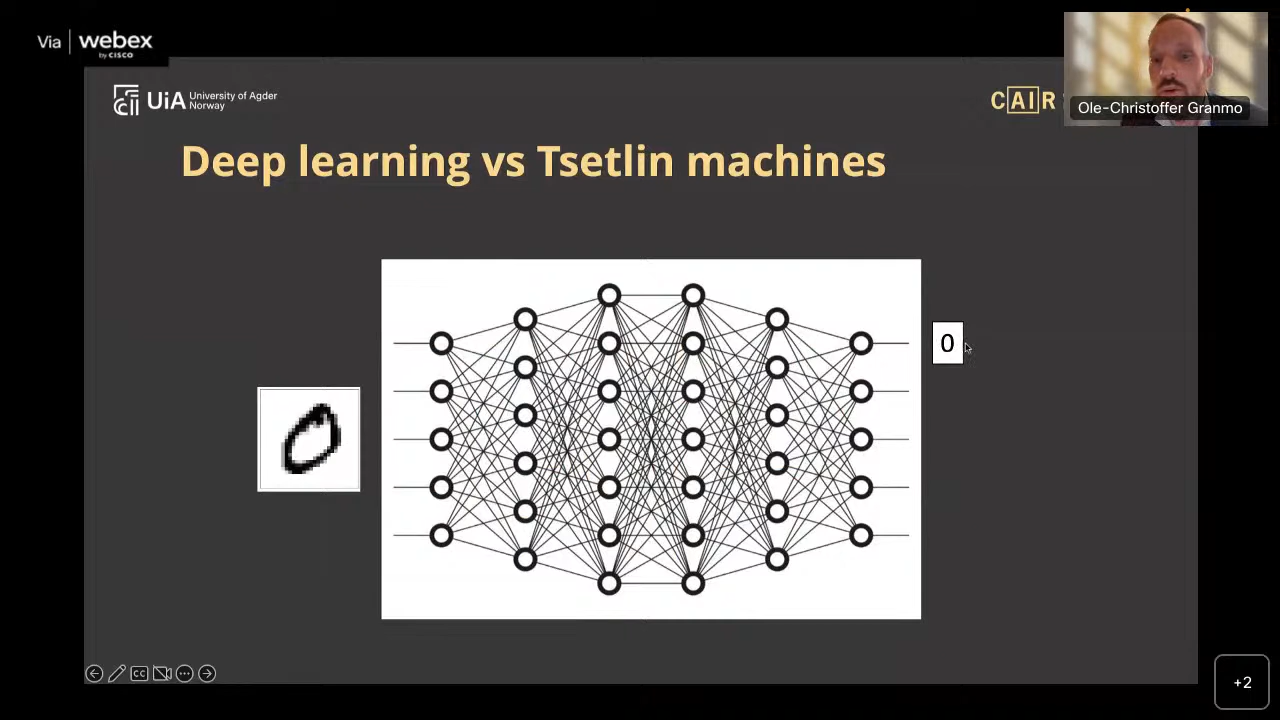 Via webex
by CISCO
UiA University of Agder
Norway
CAIR
Ole-Christoffer Granmo
Deep learning vs Tsetlin machines
0
0
CC
+2